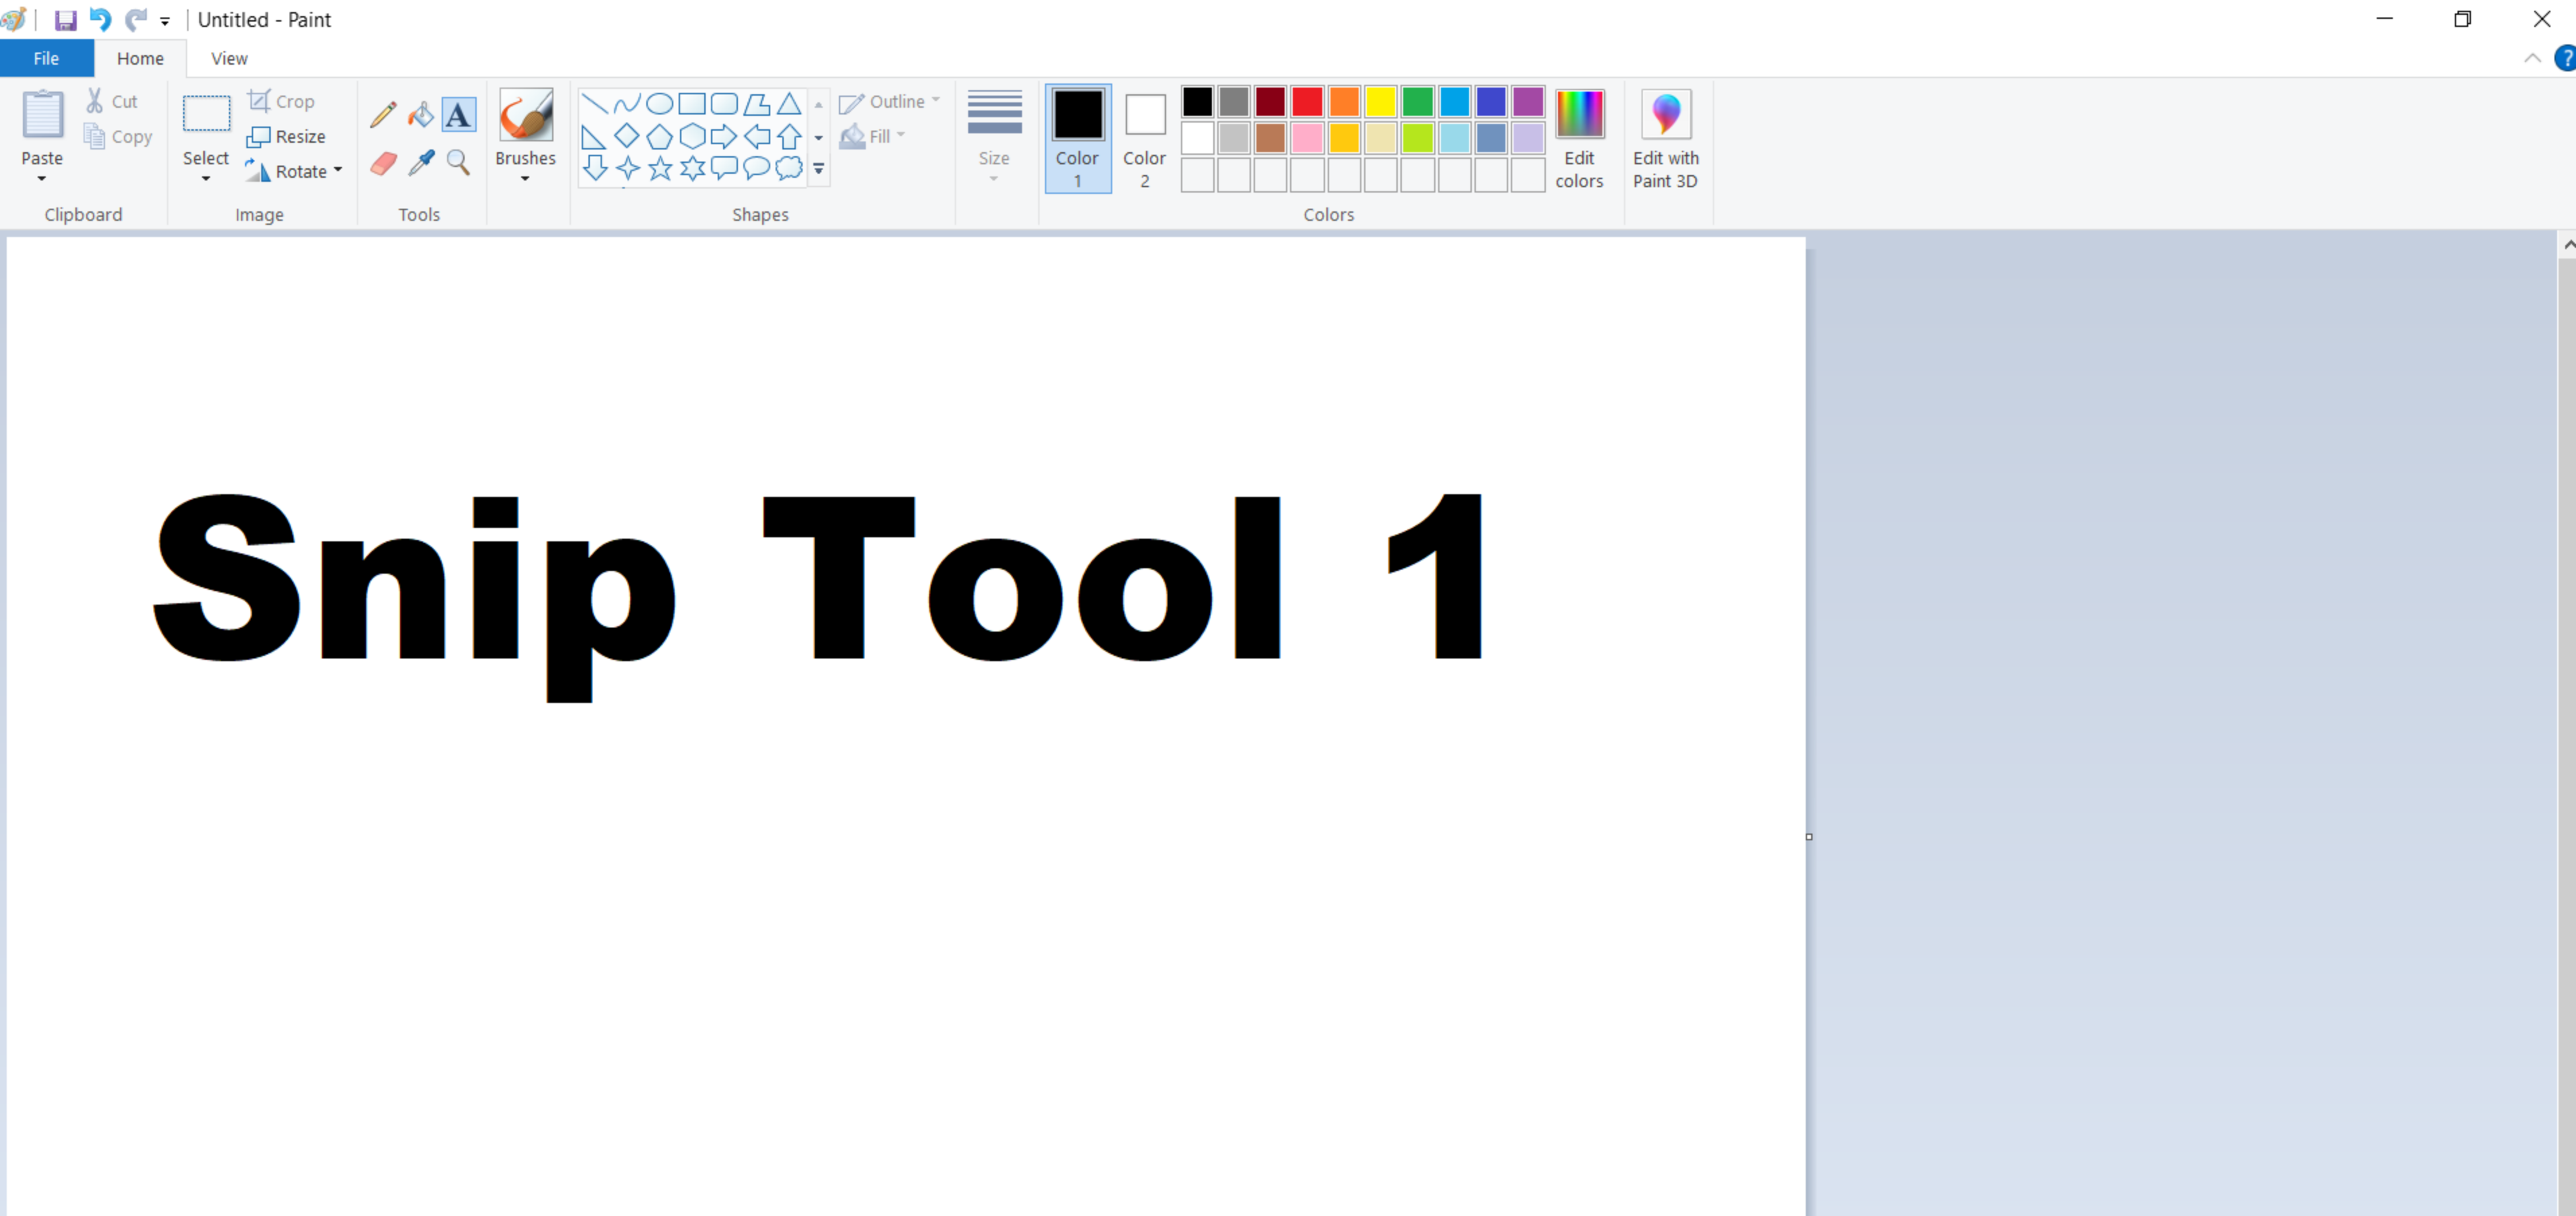 Untitled - Paint
File Home View
Paste
Cut
Copy
Clipboard
Select
Crop
Resize
Rotate
Image
A
Tools
Brushes
Shapes
Outline
Fill
Size
Color 1
Color 2
Colors
Edit colors
Edit with Paint 3D
?
Snip Tool 1